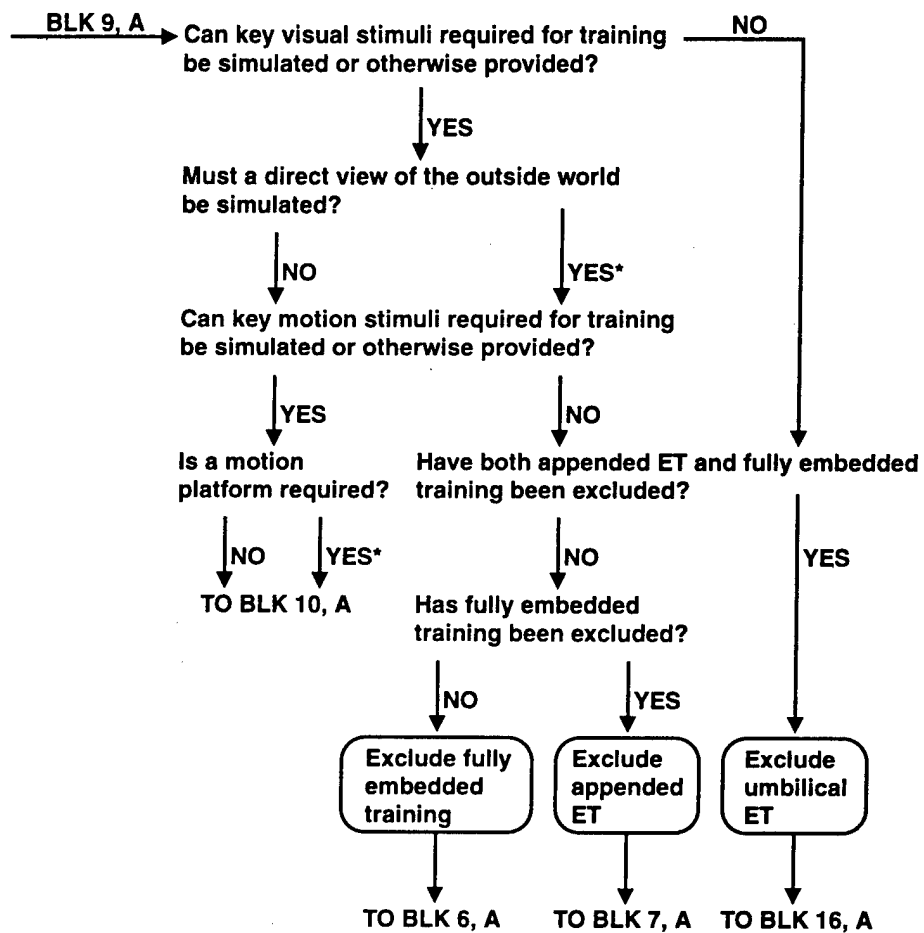 BLK 9, A
Can key visual stimuli required for training
be simulated or otherwise provided?
NO
YES
Must a direct view of the outside world
be simulated?
NO
YES*
Can key motion stimuli required for training
be simulated or otherwise provided?
YES
NO
Is a motion
platform required?
Have both appended ET and fully embedded
training been excluded?
NO
YES*
NO
YES
TO BLK 10, A
Has fully embedded
training been excluded?
NO
YES
Exclude fully
embedded
training
Exclude
appended
ET
Exclude
umbilical
ET
TO BLK 6, A
TO BLK 7, A
TO BLK 16, A